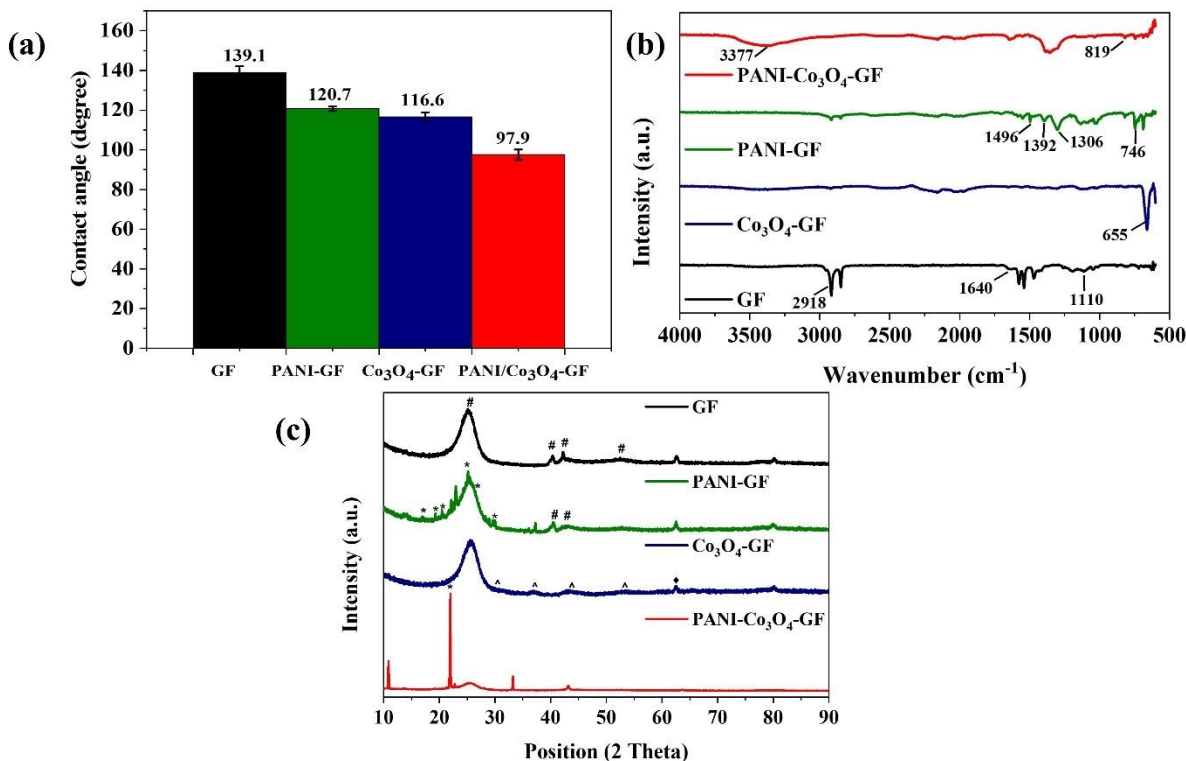 (a)
Contact angle (degree)
160
140
120
100
80
60
40
20
0
139.1
120.7
116.6
97.9
GF
PANI-GF
Co₃O₄-GF
PANI/Co₃O₄-GF
(b)
Intensity (a.u.)
3377
819
PANI-Co₃O₄-GF
1496
1392
1306
746
PANI-GF
Co₃O₄-GF
655
2918
1640
1110
GF
4000
3500
3000
2500
2000
1500
1000
500
Wavenumber (cm⁻¹)
(c)
Intensity (a.u.)
GF
#
#
#
#
PANI-GF
*
*
*
*
*
*
#
#
Co₃O₄-GF
^
^
^
^
♦
PANI-Co₃O₄-GF
*
10
20
30
40
50
60
70
80
90
Position (2 Theta)